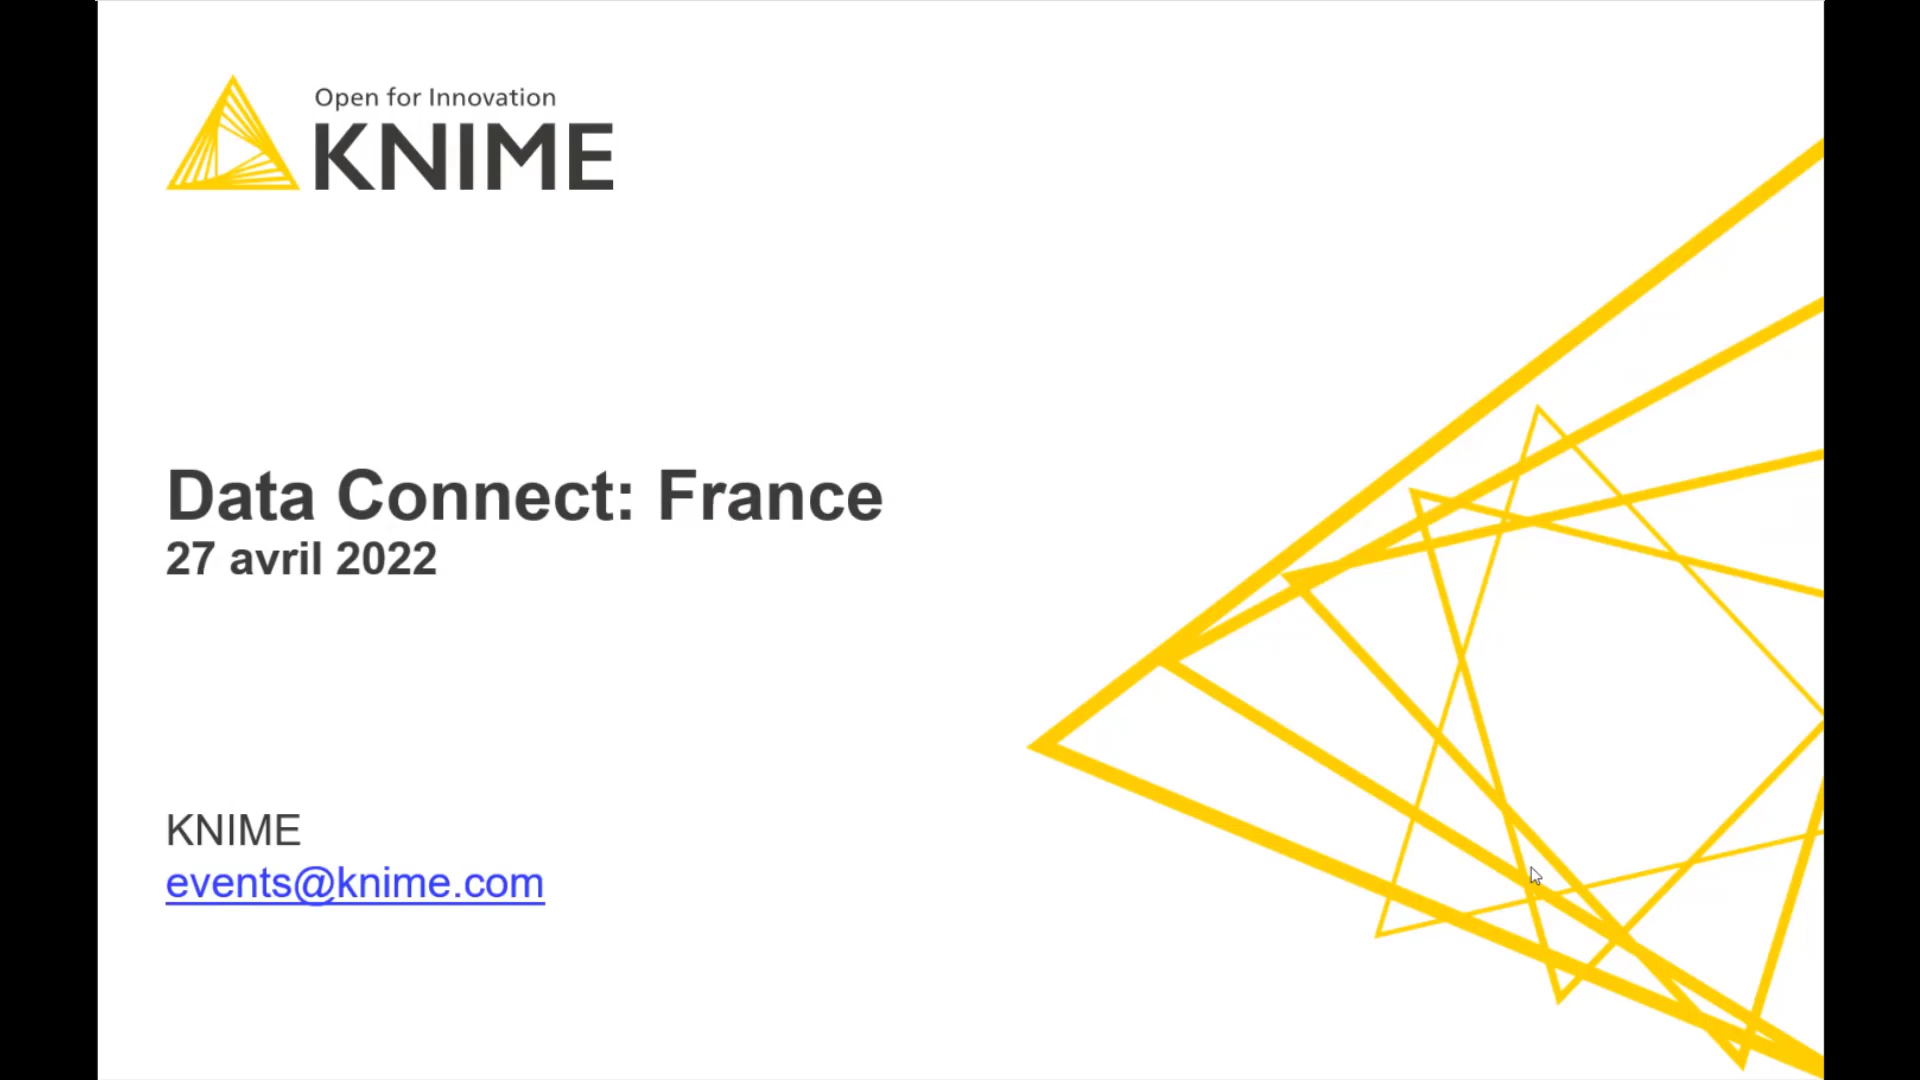 Open for Innovation
KNIME
Data Connect: France
27 avril 2022
KNIME
events@knime.com